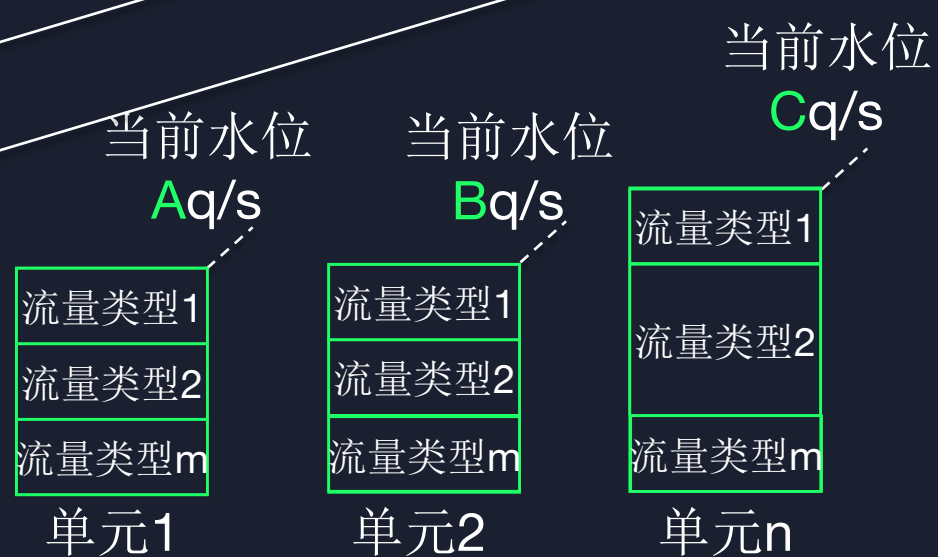 当前水位
Aq/s
流量类型1
流量类型2
流量类型m
单元1
当前水位
Bq/s
流量类型1
流量类型2
流量类型m
单元2
当前水位
Cq/s
流量类型1
流量类型2
流量类型m
单元n